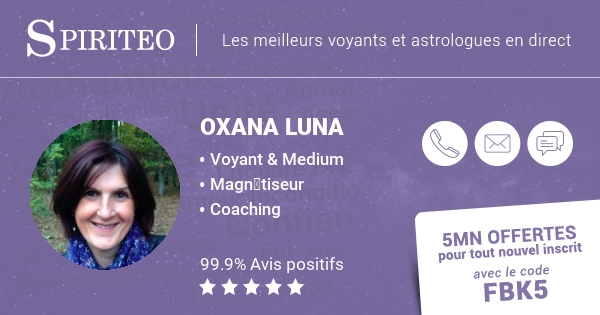 SPIRITEO
Les meilleurs voyants et astrologues en direct
OXANA LUNA
• Voyant & Medium
• Magn▯tiseur
• Coaching
99.9% Avis positifs
5MN OFFERTES
pour tout nouvel inscrit
avec le code
FBK5